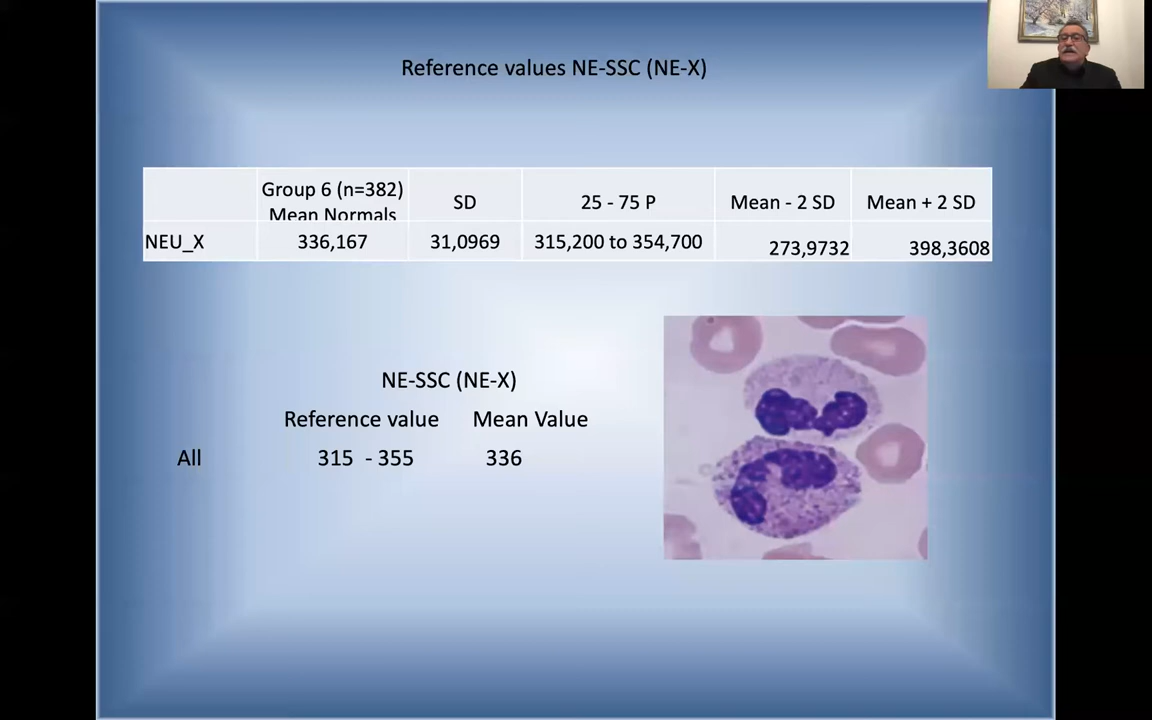 Reference values NE-SSC (NE-X)
Group 6 (n=382)
Mean Normals
SD
25 - 75 P
Mean - 2 SD
Mean + 2 SD
NEU_X
336,167
31,0969
315,200 to 354,700
273,9732
398,3608
NE-SSC (NE-X)
Reference value Mean Value
All 315 - 355 336